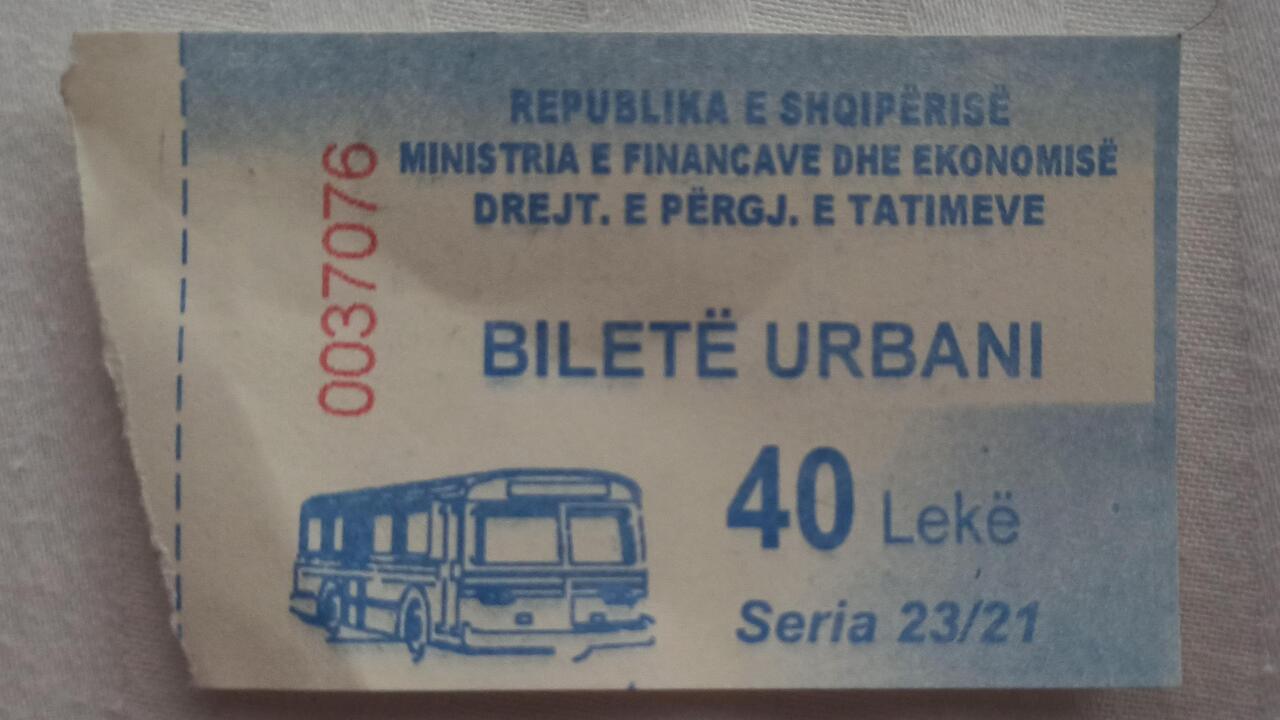 REPUBLIKA E SHQIPËRISË
MINISTRIA E FINANCAVE DHE EKONOMISË
DREJT. E PËRGJ. E TATIMEVE
0037076
BILETË URBANI
40 Lekë
Seria 23/21